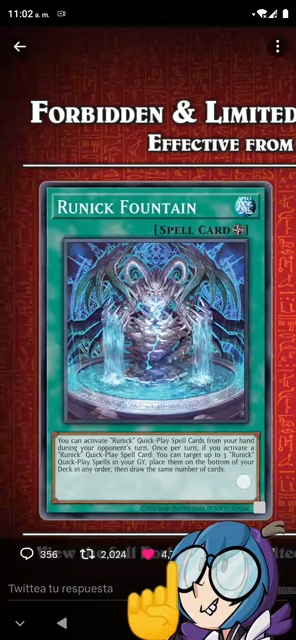 11:02 a. m.
FORBIDDEN & LIMITED
EFFECTIVE FROM
RUNICK FOUNTAIN
SPELL
[SPELL CARD]
You can activate "Runick" Quick-Play Spell Cards from your hand
during your opponent's turn. Once per turn, if you activate a
"Runick" Quick-Play Spell Card: You can target up to 3 "Runick"
Quick-Play Spells in your GY; place them on the bottom of your
Deck in any order, then draw the same number of cards.
356
2,024
Twittea tu respuesta